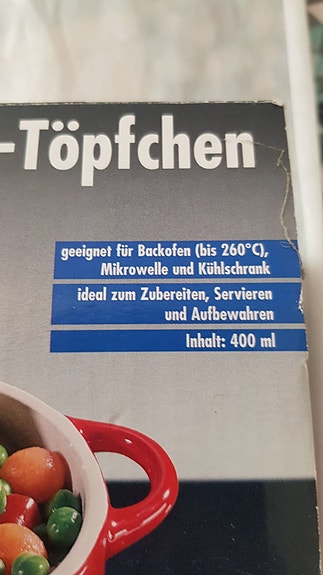 -Töpfchen
geeignet für Backofen (bis 260°C),
Mikrowelle und Kühlschrank
ideal zum Zubereiten, Servieren
und Aufbewahren
Inhalt: 400 ml